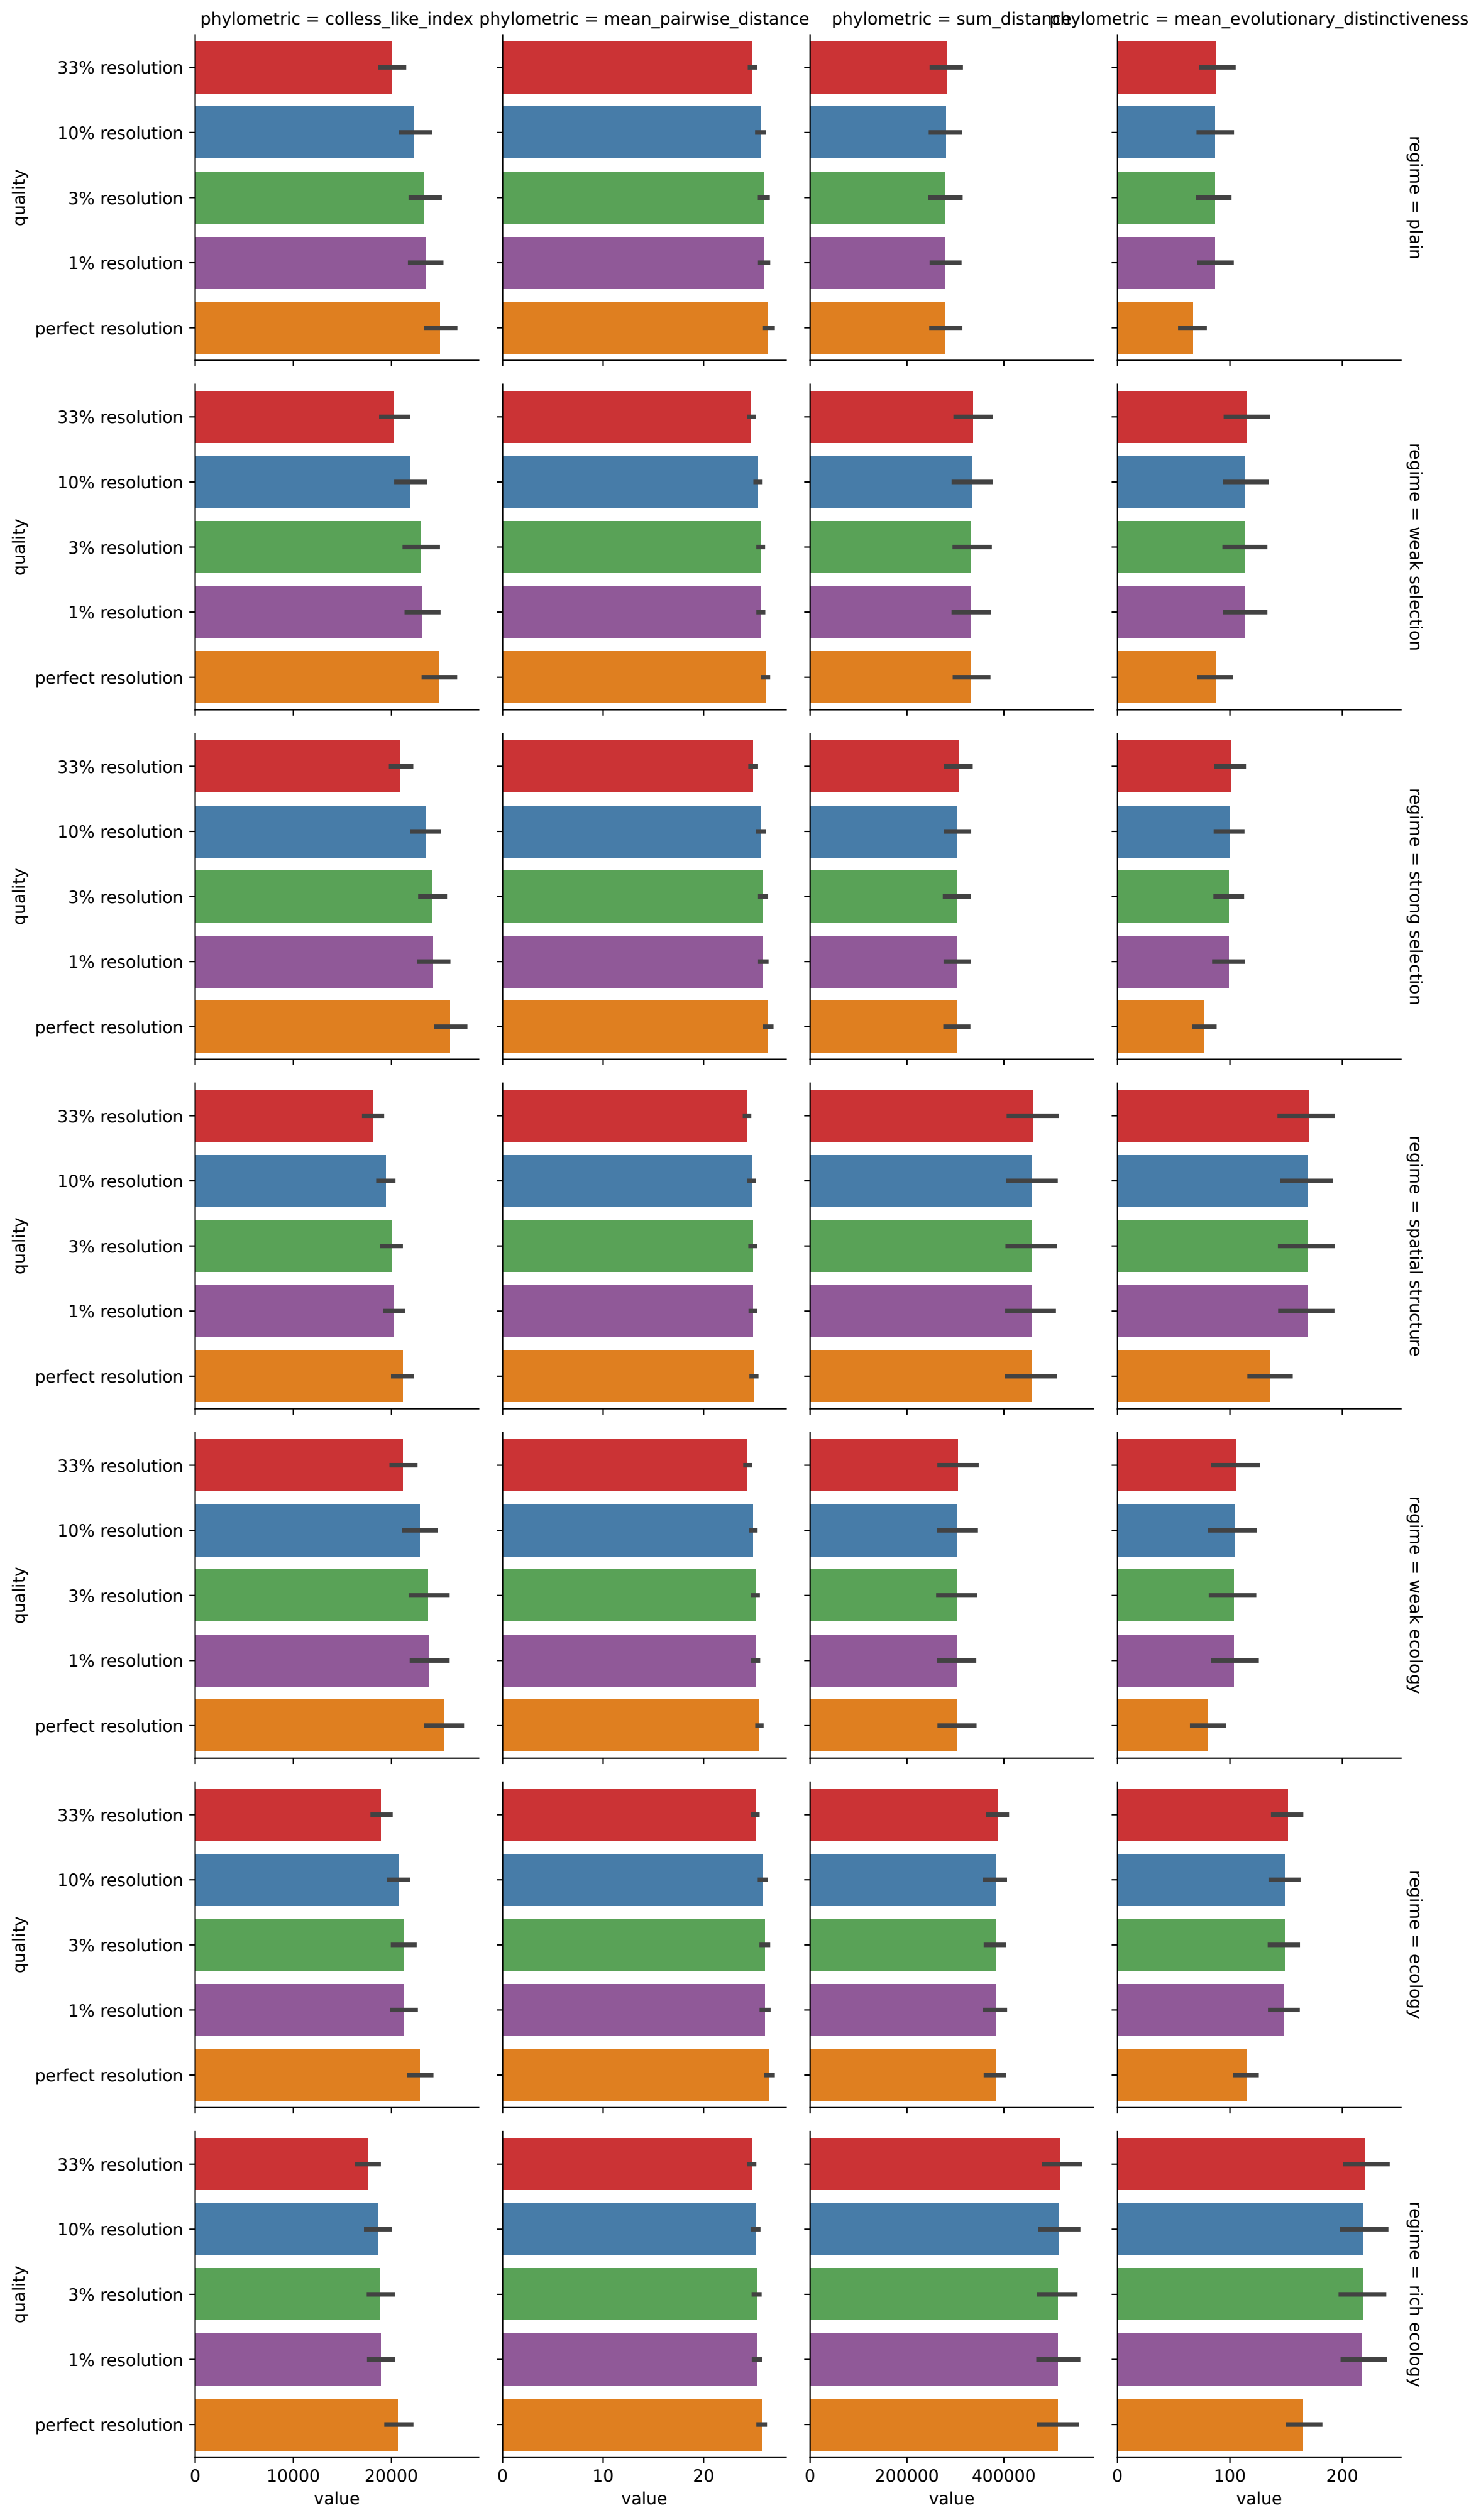 phylometric = colless_like_index
phylometric = mean_pairwise_distance
phylometric = sum_distance
phylometric = mean_evolutionary_distinctiveness
quality
33% resolution
10% resolution
3% resolution
1% resolution
perfect resolution
regime = plain
quality
33% resolution
10% resolution
3% resolution
1% resolution
perfect resolution
regime = weak selection
quality
33% resolution
10% resolution
3% resolution
1% resolution
perfect resolution
regime = strong selection
quality
33% resolution
10% resolution
3% resolution
1% resolution
perfect resolution
regime = spatial structure
quality
33% resolution
10% resolution
3% resolution
1% resolution
perfect resolution
regime = weak ecology
quality
33% resolution
10% resolution
3% resolution
1% resolution
perfect resolution
regime = ecology
quality
33% resolution
10% resolution
3% resolution
1% resolution
perfect resolution
regime = rich ecology
0 10000 20000
value
0 10 20
value
0 200000 400000
value
0 100 200
value